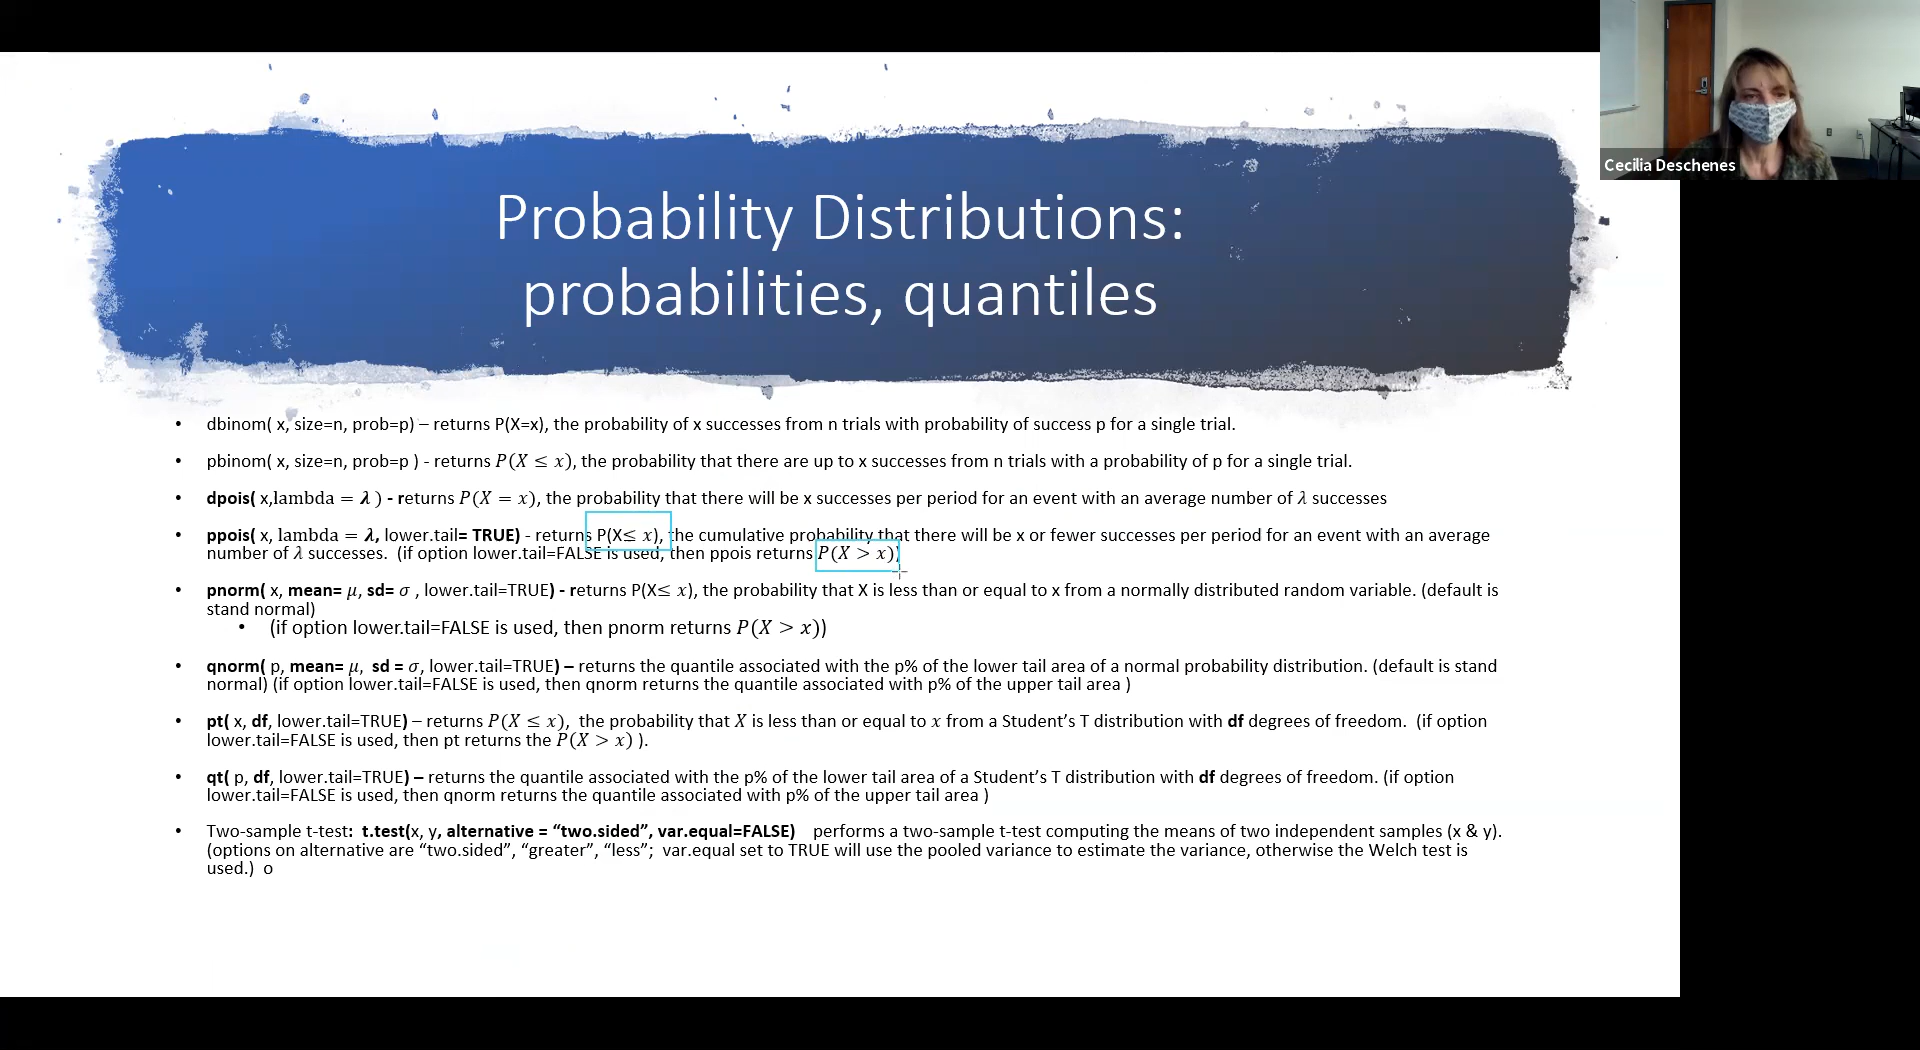 Cecilia Deschenes
Probability Distributions:
probabilities, quantiles
• dbinom( x, size=n, prob=p) – returns P(X=x), the probability of x successes from n trials with probability of success p for a single trial.
• pbinom( x, size=n, prob=p ) - returns P(X ≤ x), the probability that there are up to x successes from n trials with a probability of p for a single trial.
• dpois( x,lambda = λ ) - returns P(X = x), the probability that there will be x successes per period for an event with an average number of λ successes
• ppois( x, lambda = λ, lower.tail= TRUE) - returns P(X≤ x), the cumulative probability that there will be x or fewer successes per period for an event with an average
number of λ successes. (if option lower.tail=FALSE is used, then ppois returns P(X > x))
• pnorm( x, mean= μ, sd= σ , lower.tail=TRUE) - returns P(X≤ x), the probability that X is less than or equal to x from a normally distributed random variable. (default is
stand normal)
• (if option lower.tail=FALSE is used, then pnorm returns P(X > x))
• qnorm( p, mean= μ, sd = σ, lower.tail=TRUE) – returns the quantile associated with the p% of the lower tail area of a normal probability distribution. (default is stand
normal) (if option lower.tail=FALSE is used, then qnorm returns the quantile associated with p% of the upper tail area )
• pt( x, df, lower.tail=TRUE) – returns P(X ≤ x), the probability that X is less than or equal to x from a Student’s T distribution with df degrees of freedom. (if option
lower.tail=FALSE is used, then pt returns the P(X > x) ).
• qt( p, df, lower.tail=TRUE) – returns the quantile associated with the p% of the lower tail area of a Student’s T distribution with df degrees of freedom. (if option
lower.tail=FALSE is used, then qnorm returns the quantile associated with p% of the upper tail area )
• Two-sample t-test: t.test(x, y, alternative = “two.sided”, var.equal=FALSE) performs a two-sample t-test computing the means of two independent samples (x & y).
(options on alternative are “two.sided”, “greater”, “less”; var.equal set to TRUE will use the pooled variance to estimate the variance, otherwise the Welch test is
used.) o